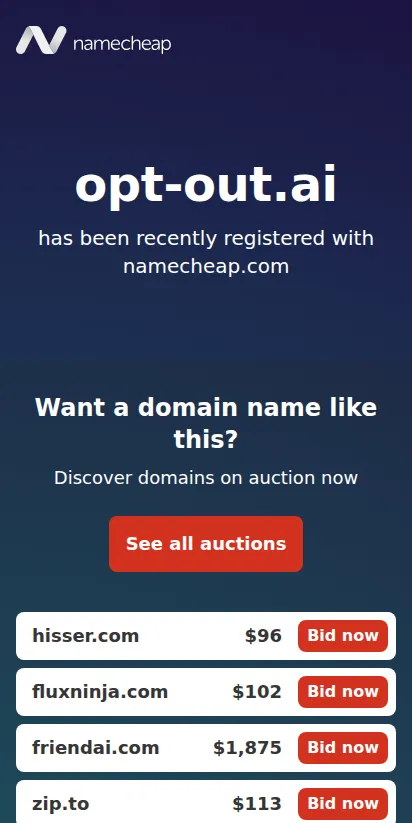 namecheap
opt-out.ai
has been recently registered with
namecheap.com
Want a domain name like
this?
Discover domains on auction now
See all auctions
hisser.com $96 Bid now
fluxninja.com $102 Bid now
friendai.com $1,875 Bid now
zip.to $113 Bid now